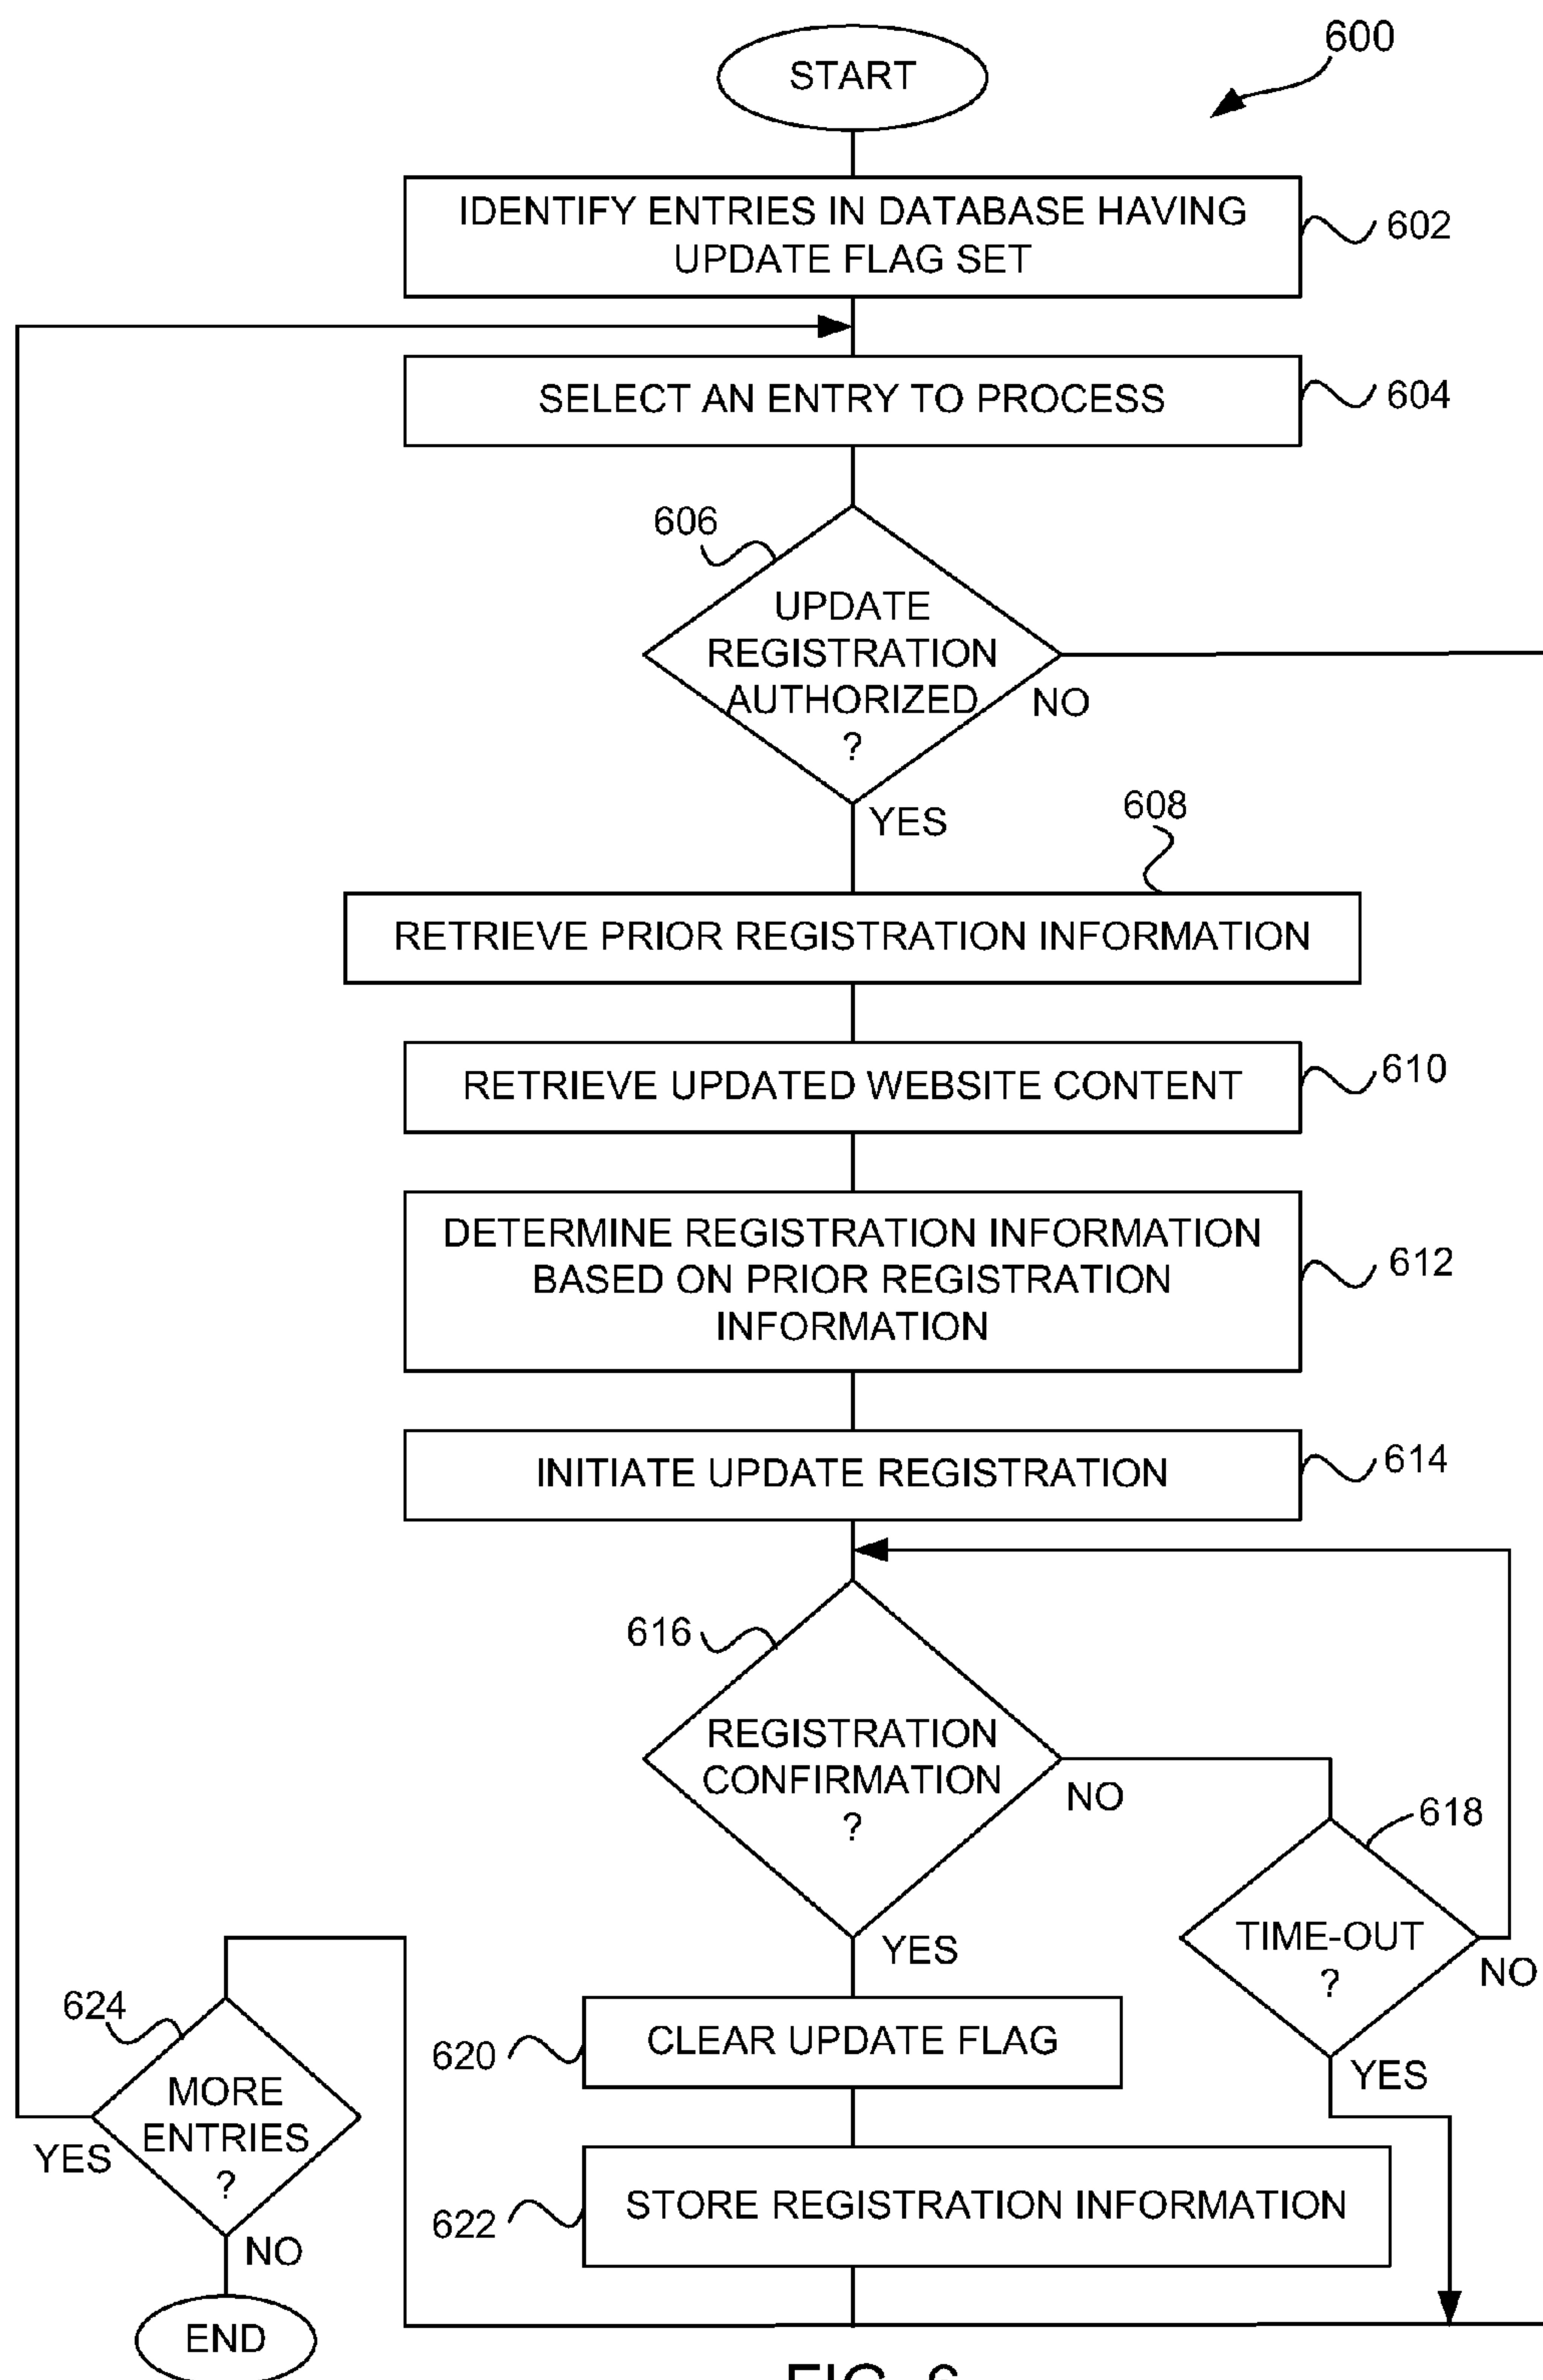 START
600
IDENTIFY ENTRIES IN DATABASE HAVING
UPDATE FLAG SET
602
SELECT AN ENTRY TO PROCESS
604
606
UPDATE
REGISTRATION
AUTHORIZED
?
NO
YES
608
RETRIEVE PRIOR REGISTRATION INFORMATION
RETRIEVE UPDATED WEBSITE CONTENT
610
DETERMINE REGISTRATION INFORMATION
BASED ON PRIOR REGISTRATION
INFORMATION
612
INITIATE UPDATE REGISTRATION
614
616
REGISTRATION
CONFIRMATION
?
NO
YES
618
TIME-OUT
?
NO
YES
620
CLEAR UPDATE FLAG
622
STORE REGISTRATION INFORMATION
624
MORE
ENTRIES
?
YES
NO
END
FIG. 6